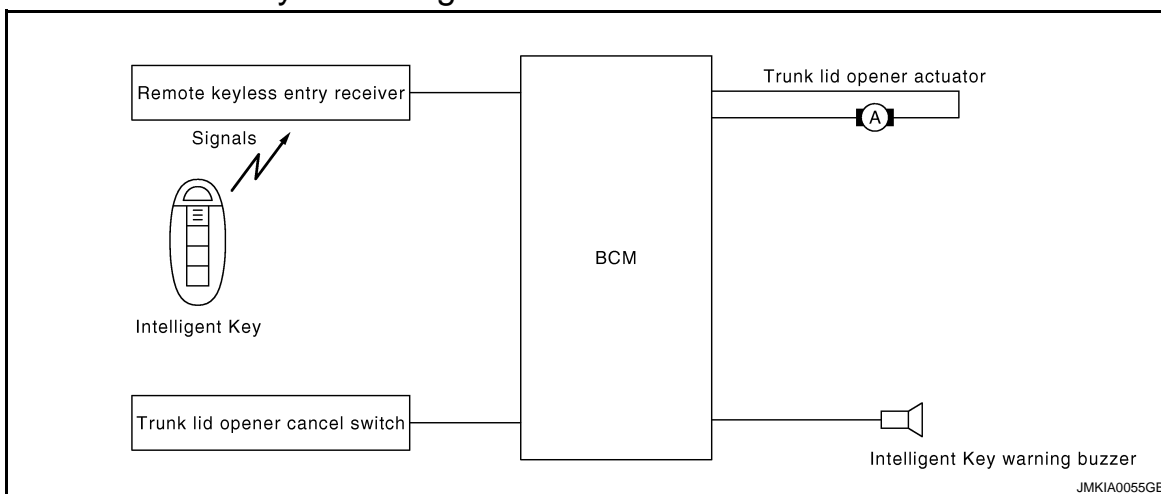 Trunk lid opener actuator
Remote keyless entry receiver
A
Signals
BCM
Intelligent Key
Trunk lid opener cancel switch
Intelligent Key warning buzzer
JMKIA0055GB